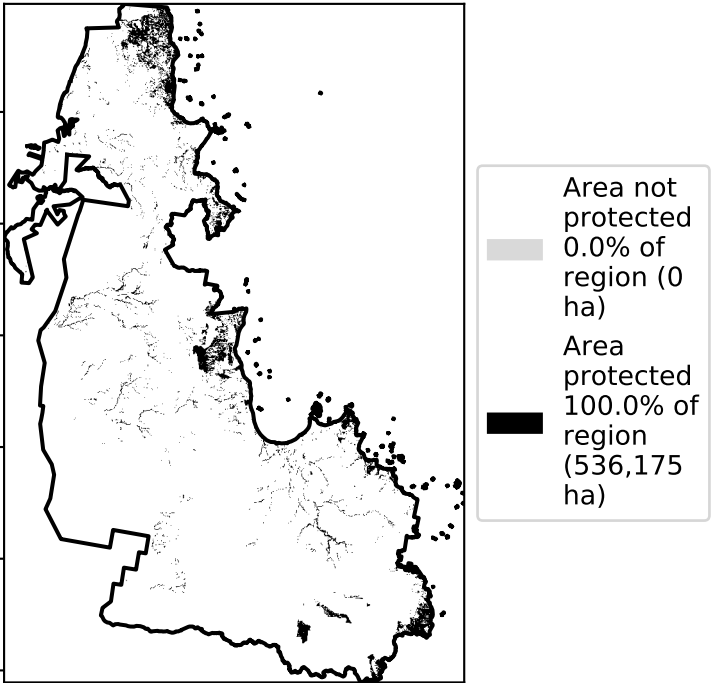 Area not
protected
0.0% of
region (0
ha)
Area
protected
100.0% of
region
(536,175
ha)